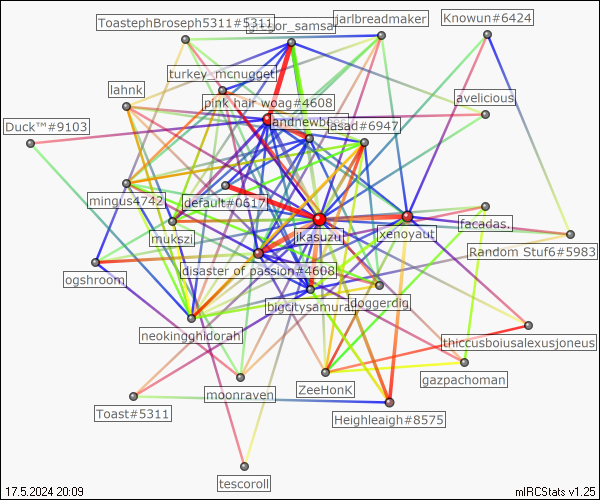 ToastephBroseph5311#5311
gregor_samsa
jarlbreadmaker
Knowun#6424
turkey_mcnugget
lahnk
pink hair woag#4608
avelicious
Duck™#9103
jasad#6947
mingus4742
default#0617
mukszi
jkasuzu
xenoyaut
facadas.
Random Stuf6#5983
disaster of passion#4608
ogshroom
bigcitysamurai
doggerdig
neokingghidorah
thiccusboiusalexusjoneus
gazpachoman
moonraven
ZeeHonK
Toast#5311
Heighleaigh#8575
tescoroll
17.5.2024 20:09
mIRCStats v1.25